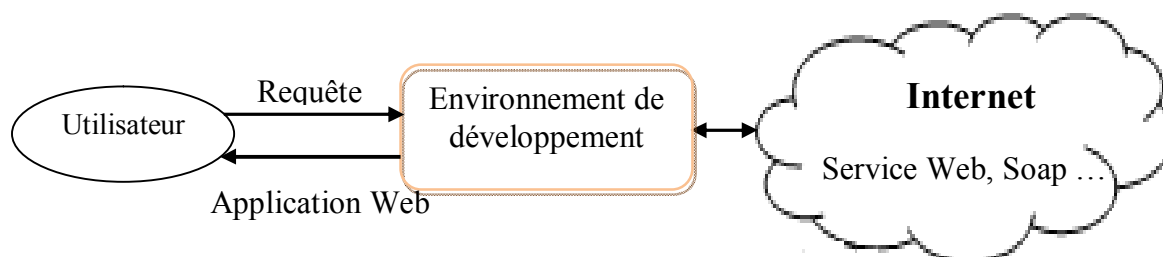 Utilisateur
Requête
Application Web
Environnement de
développement
Internet
Service Web, Soap …